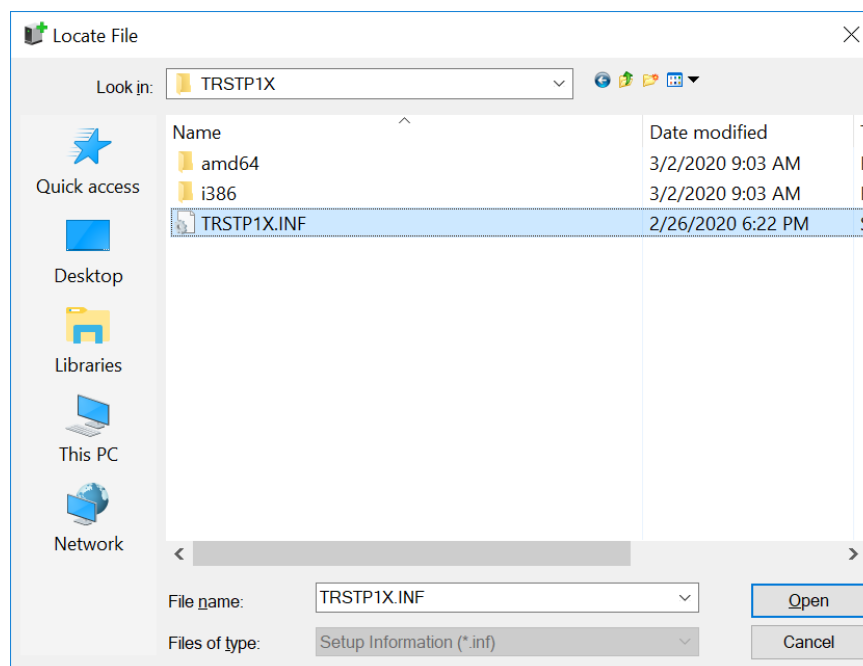 Locate File
Look in:
TRSTP1X
Name
Date modified
amd64
3/2/2020 9:03 AM
i386
3/2/2020 9:03 AM
TRSTP1X.INF
2/26/2020 6:22 PM
Quick access
Desktop
Libraries
This PC
Network
File name:
TRSTP1X.INF
Open
Files of type:
Setup Information (*.inf)
Cancel